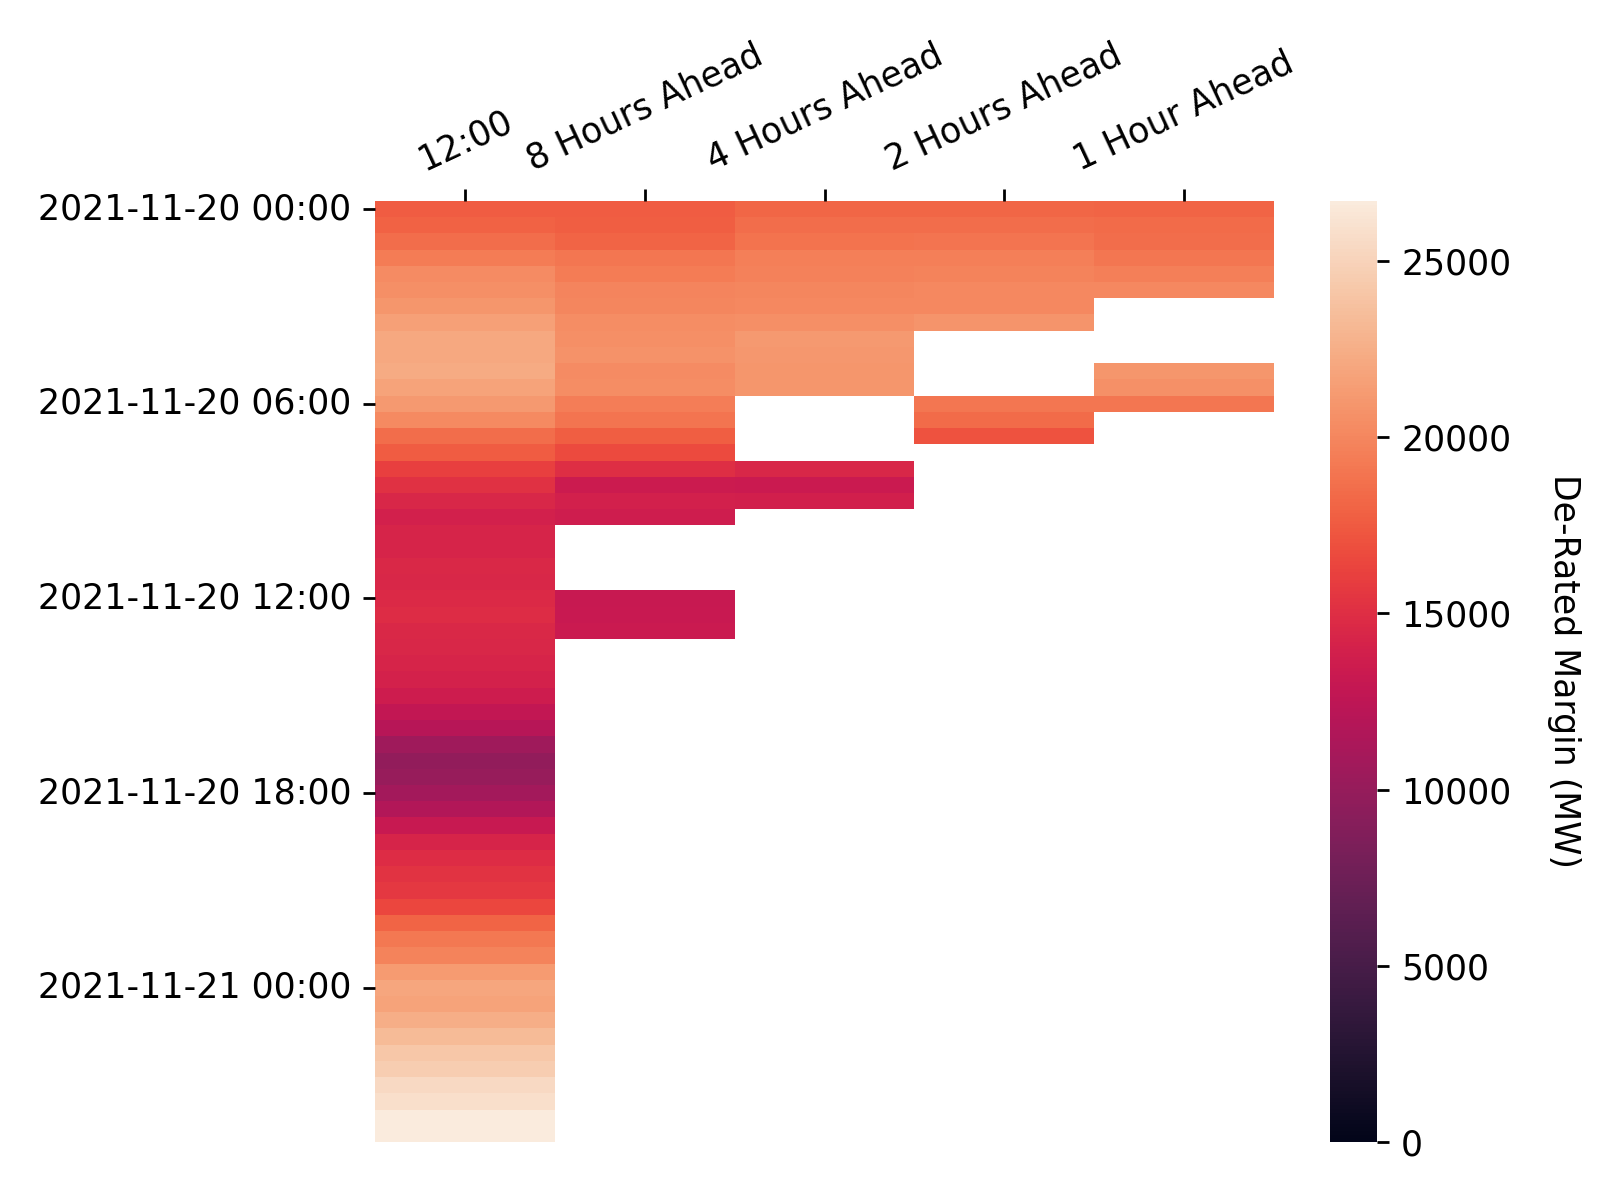 12:00
8 Hours Ahead
4 Hours Ahead
2 Hours Ahead
1 Hour Ahead
2021-11-20 00:00
2021-11-20 06:00
2021-11-20 12:00
2021-11-20 18:00
2021-11-21 00:00
25000
20000
15000
10000
5000
0
De-Rated Margin (MW)